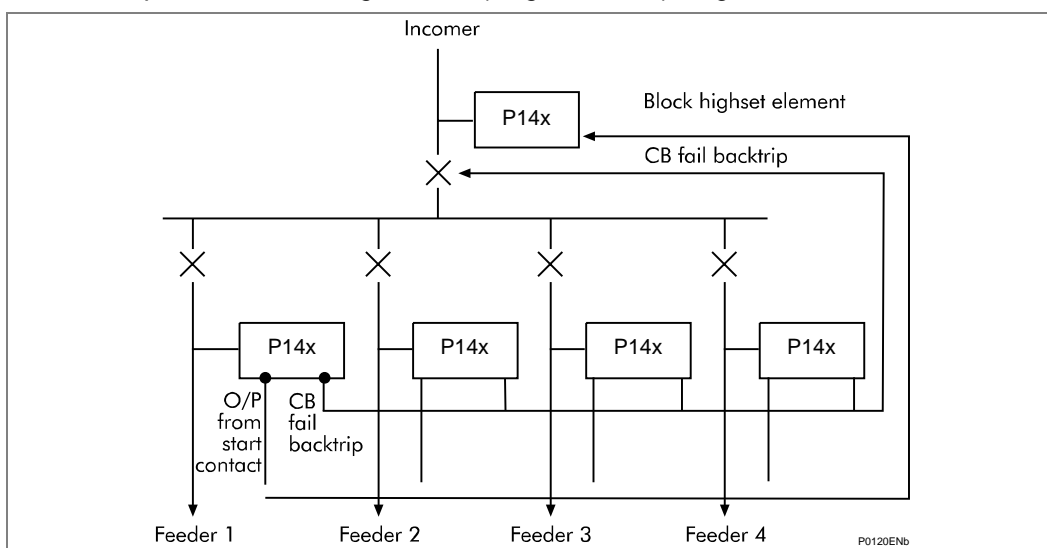 Incomer
P14x
Block highset element
CB fail backtrip
P14x
P14x
P14x
P14x
O/P
from
start
contact
CB
fail
backtrip
Feeder 1
Feeder 2
Feeder 3
Feeder 4
P0120ENb